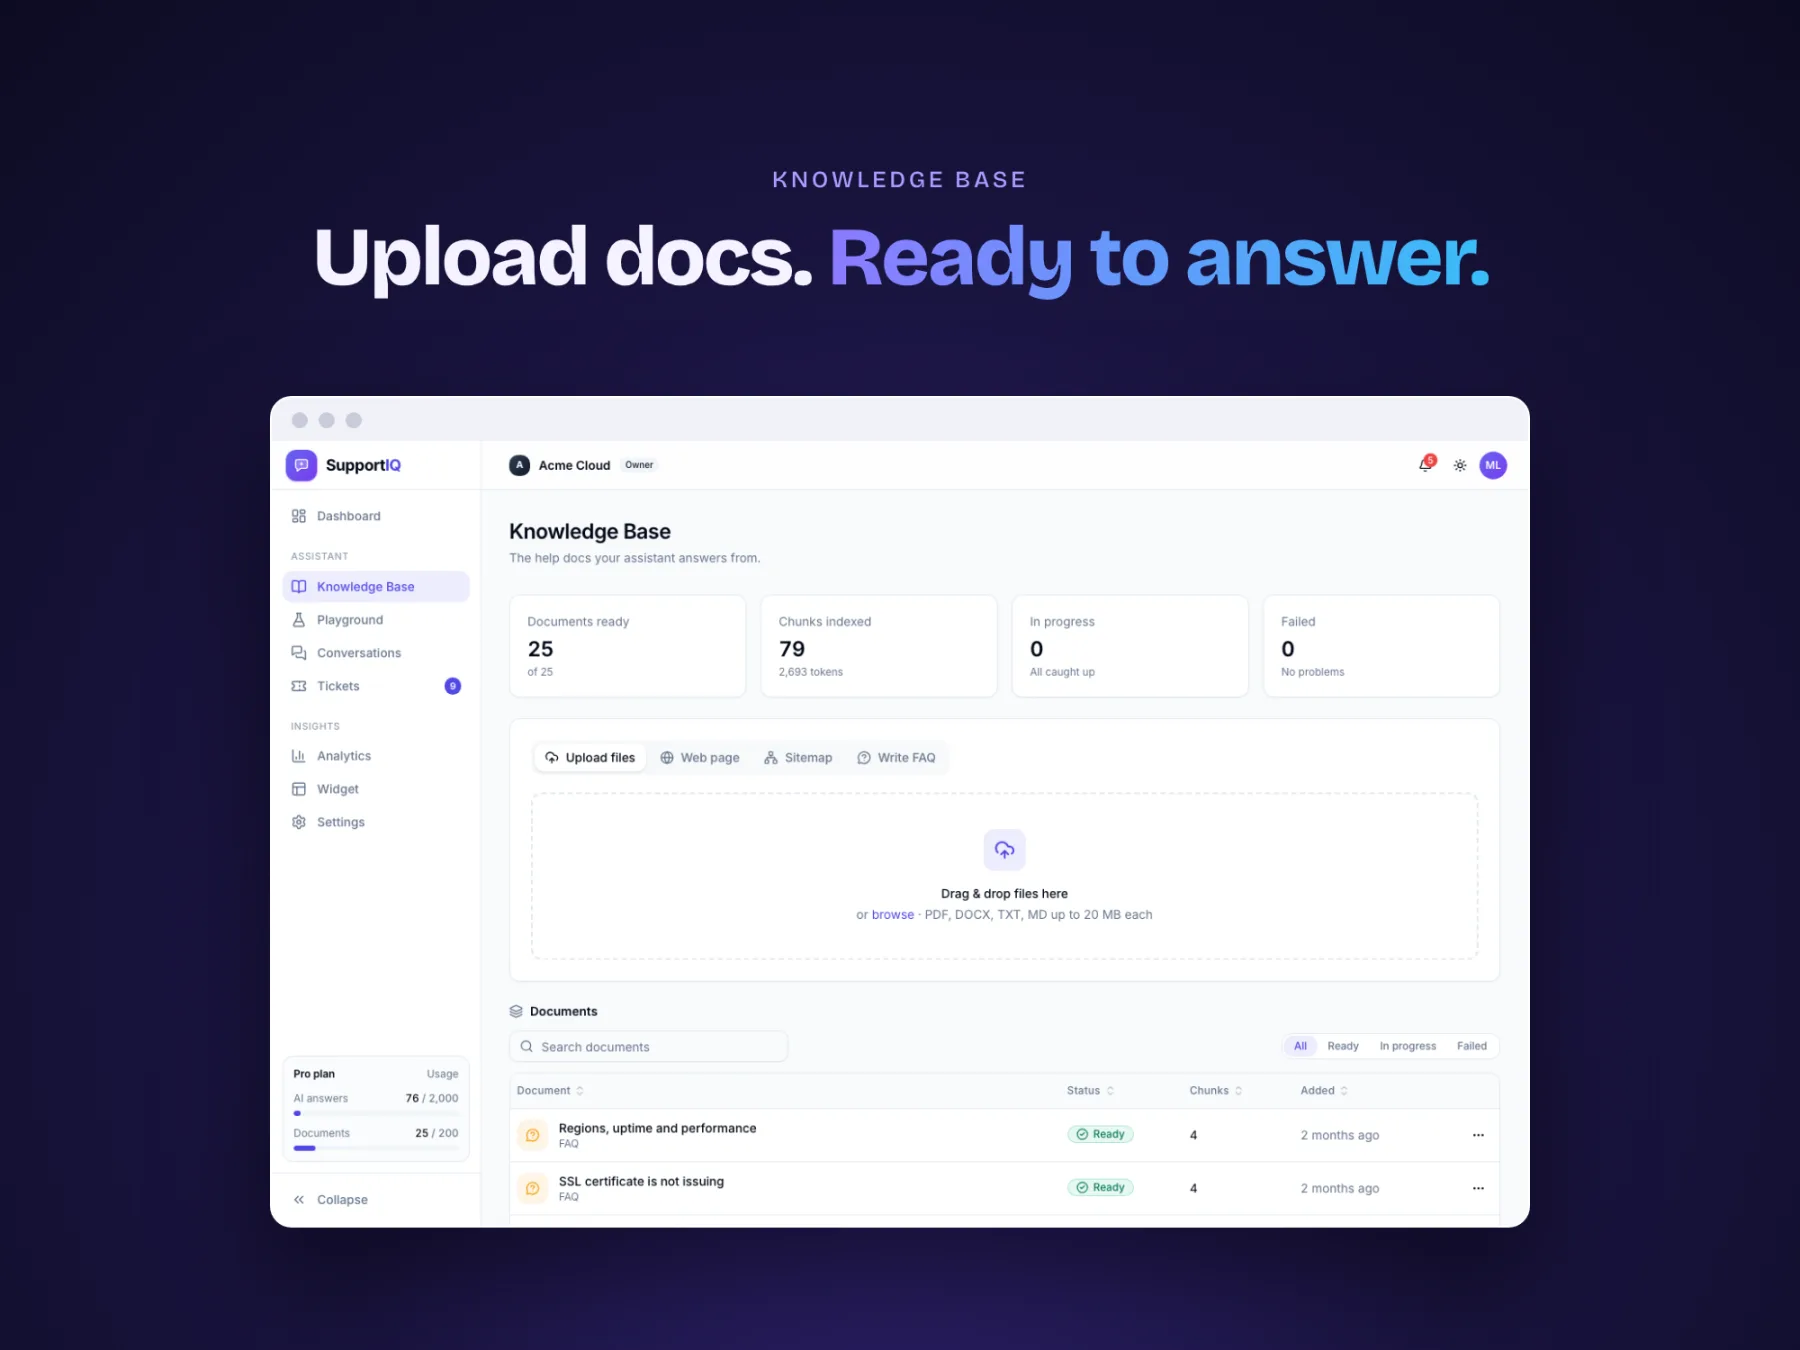 KNOWLEDGE BASE
Upload docs. Ready to answer.
SupportIQ
A Acme Cloud Owner
5
ML
Dashboard
ASSISTANT
Knowledge Base
Playground
Conversations
Tickets 9
INSIGHTS
Analytics
Widget
Settings
Pro plan Usage
AI answers 76 / 2,000
Documents 25 / 200
Collapse
Knowledge Base
The help docs your assistant answers from.
Documents ready
25
of 25
Chunks indexed
79
2,693 tokens
In progress
0
All caught up
Failed
0
No problems
Upload files Web page Sitemap Write FAQ
Drag & drop files here
or browse · PDF, DOCX, TXT, MD up to 20 MB each
Documents
Search documents
All Ready In progress Failed
Document Status Chunks Added
Regions, uptime and performance
FAQ
Ready 4 2 months ago
SSL certificate is not issuing
FAQ
Ready 4 2 months ago